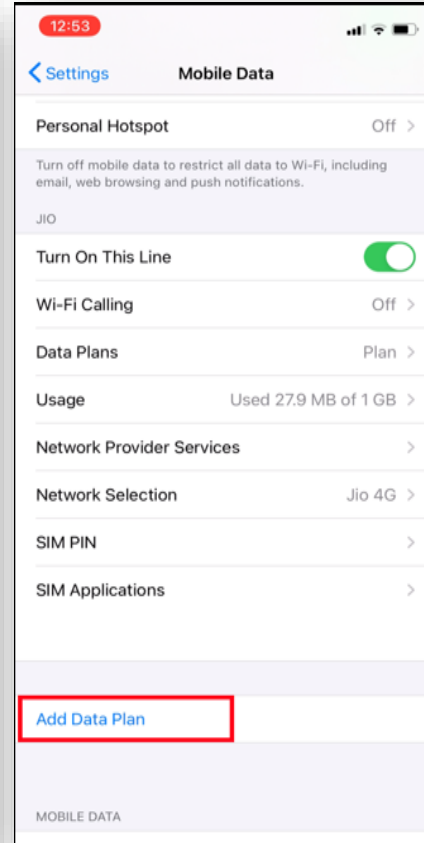 12:53
Settings
Mobile Data
Personal Hotspot Off
Turn off mobile data to restrict all data to Wi-Fi, including
email, web browsing and push notifications.
JIO
Turn On This Line
Wi-Fi Calling Off
Data Plans Plan
Usage Used 27.9 MB of 1 GB
Network Provider Services
Network Selection Jio 4G
SIM PIN
SIM Applications
Add Data Plan
MOBILE DATA